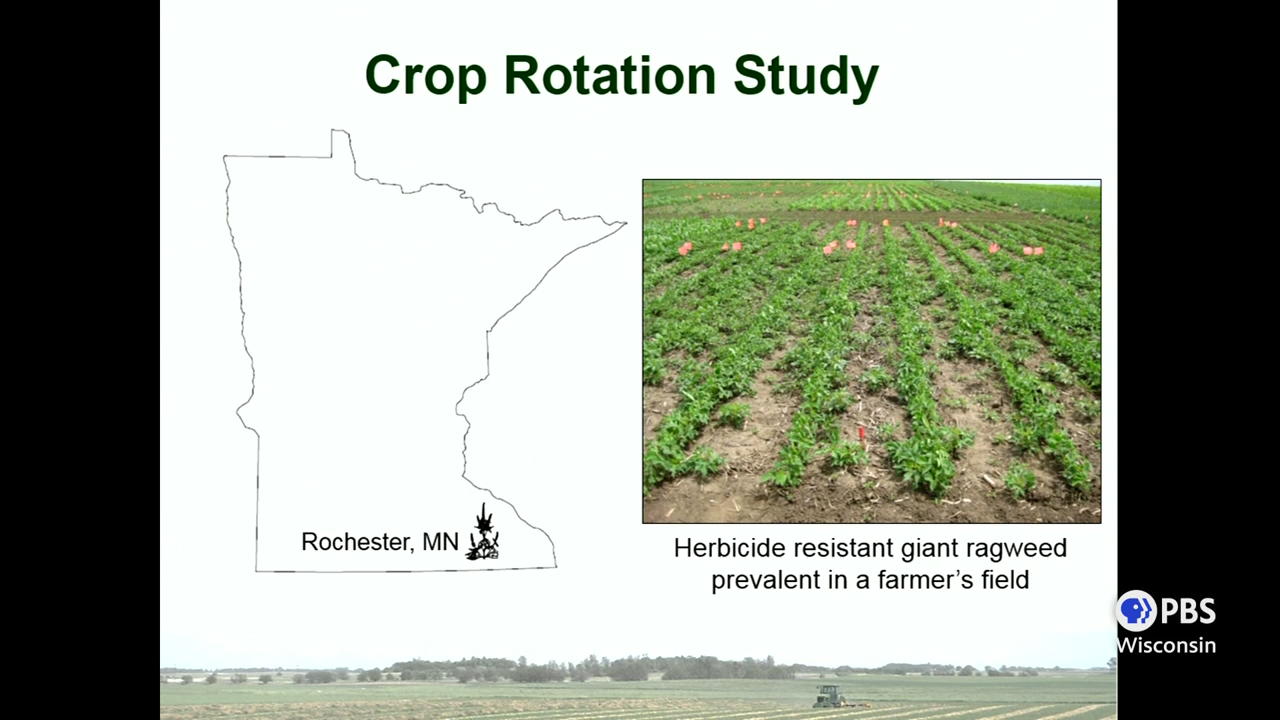 Crop Rotation Study
Rochester, MN
Herbicide resistant giant ragweed
prevalent in a farmer’s field
PBS
Wisconsin